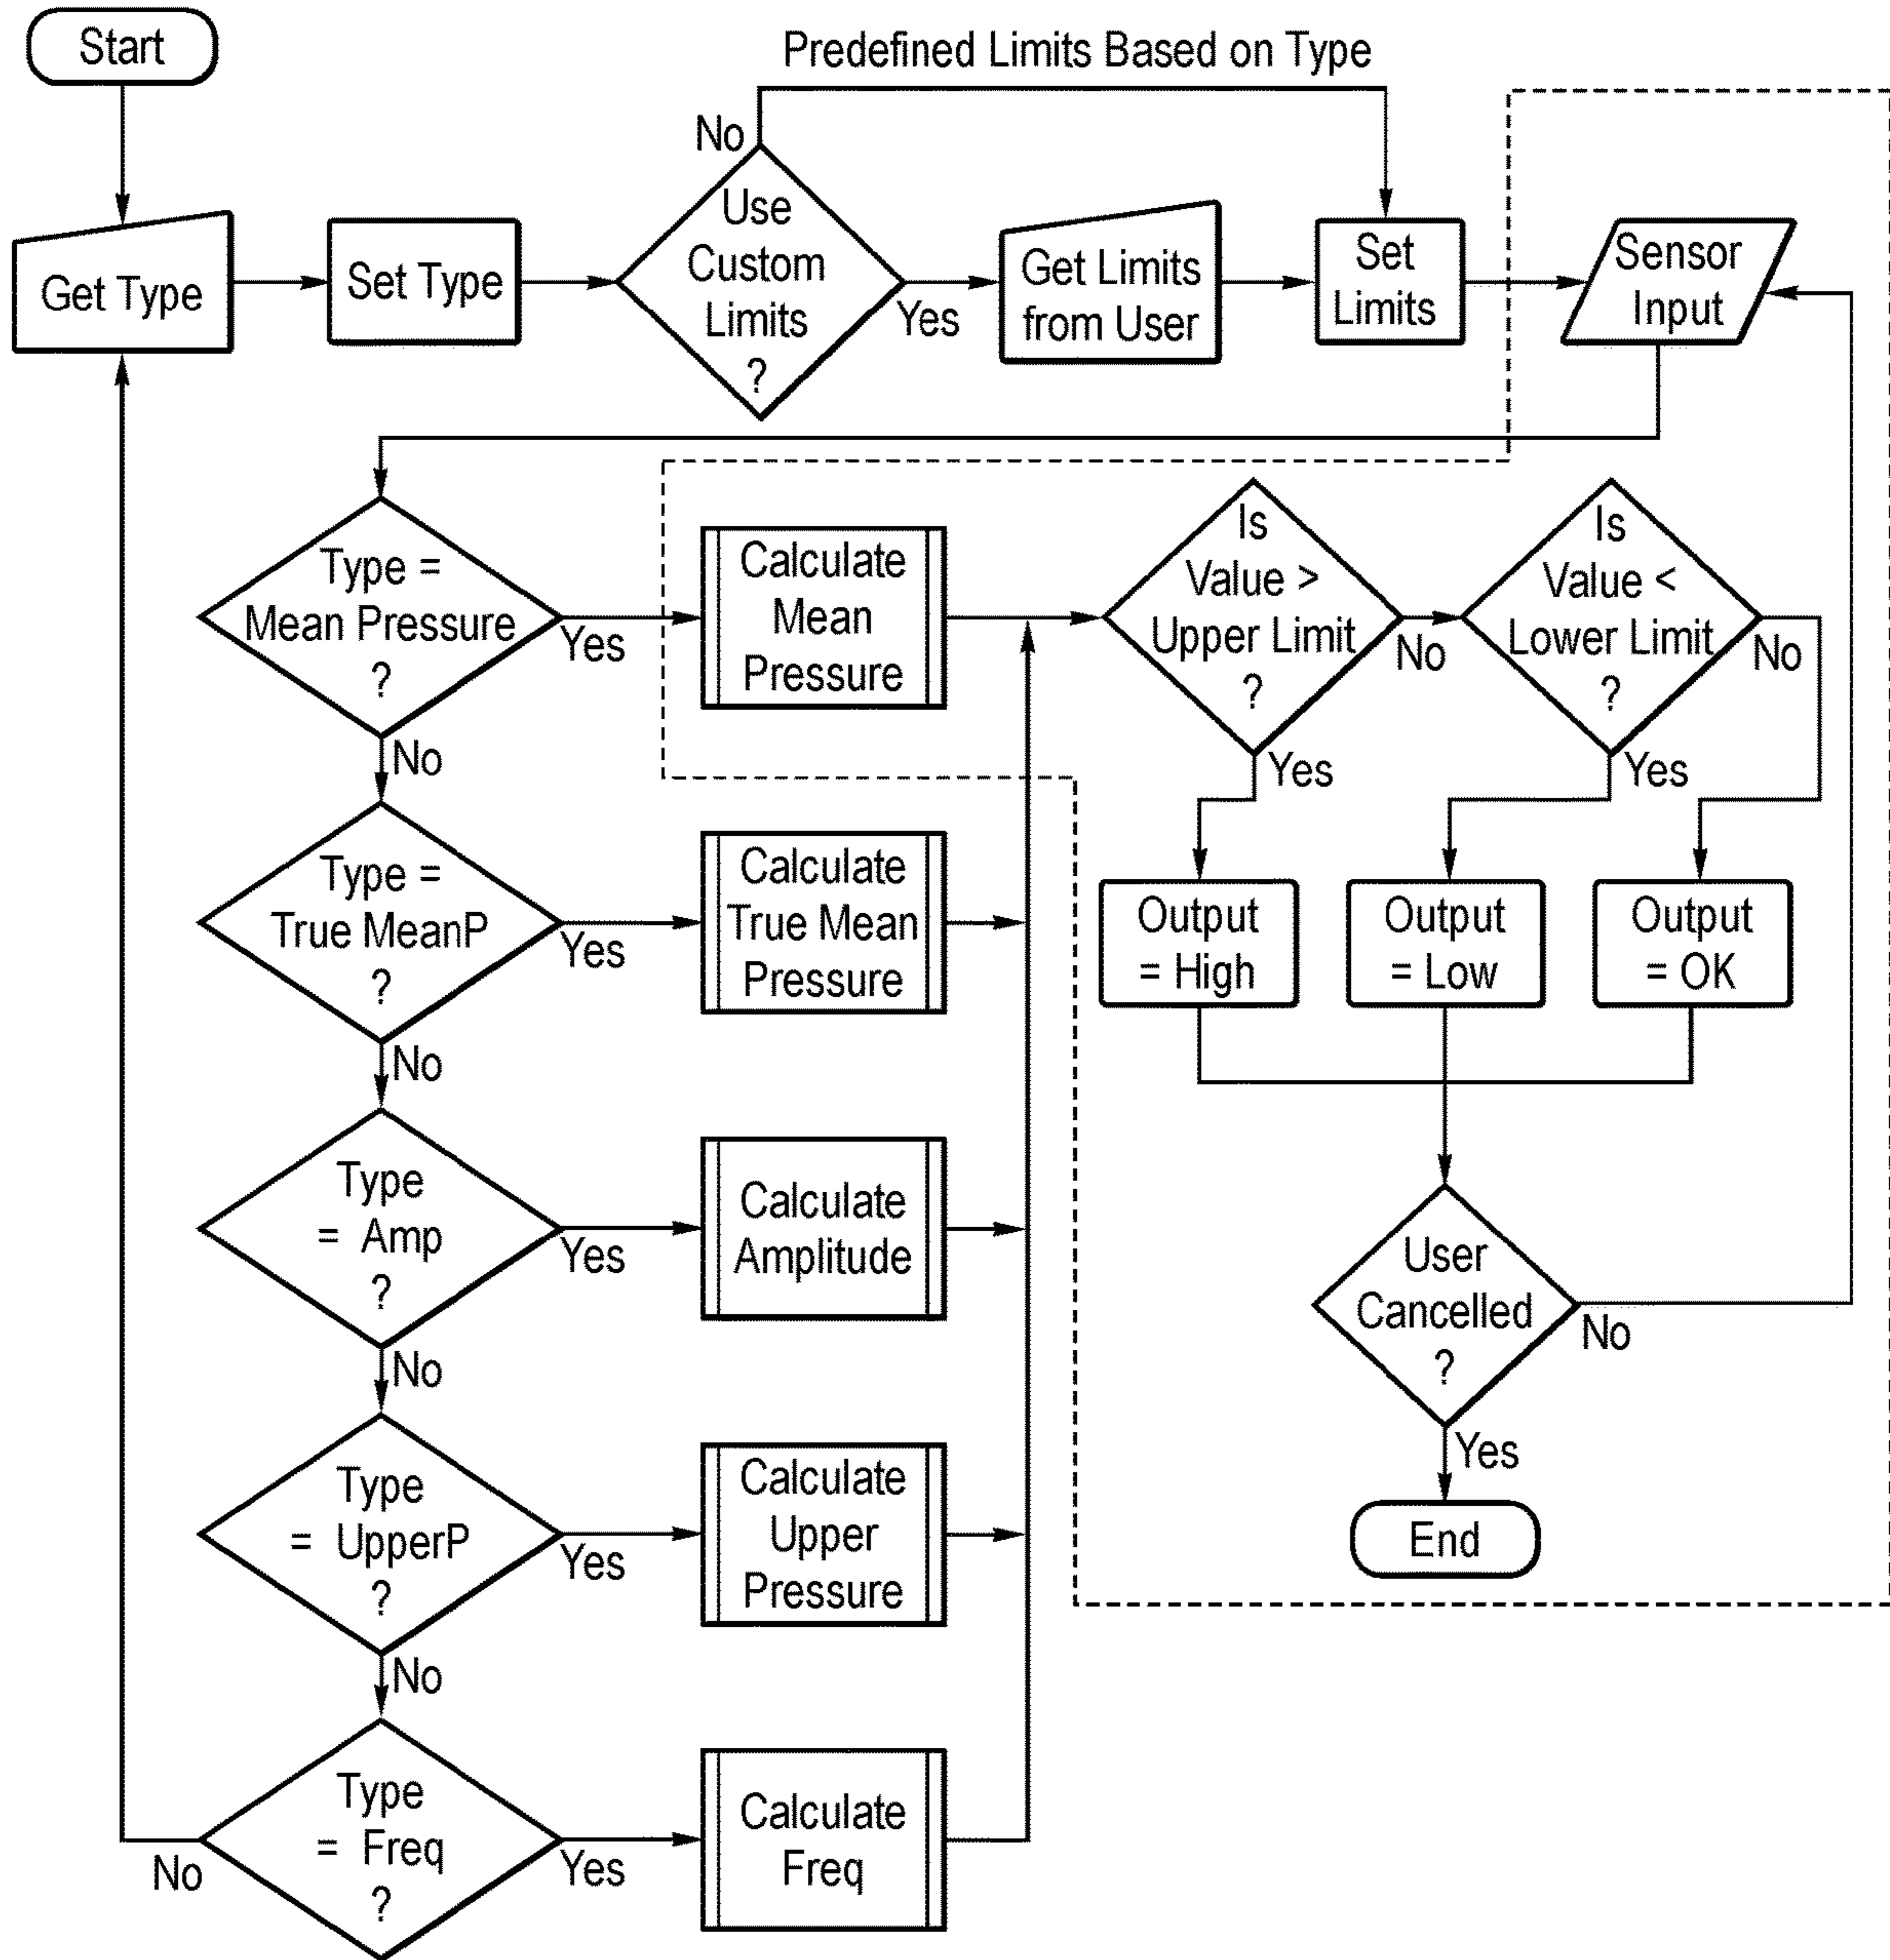 Start
Predefined Limits Based on Type
No
Get Type
Set Type
Use
Custom
Limits
?
Yes
Get Limits
from User
Set
Limits
Sensor
Input
Type =
Mean Pressure
?
Yes
No
Calculate
Mean
Pressure
Is
Value >
Upper Limit
?
No
Yes
Is
Value <
Lower Limit
?
No
Yes
Type =
True MeanP
?
Yes
No
Calculate
True Mean
Pressure
Output
= High
Output
= Low
Output
= OK
Type
= Amp
?
Yes
No
Calculate
Amplitude
User
Cancelled
?
No
Yes
End
Type
= UpperP
?
Yes
No
Calculate
Upper
Pressure
Type
= Freq
?
No
Yes
Calculate
Freq